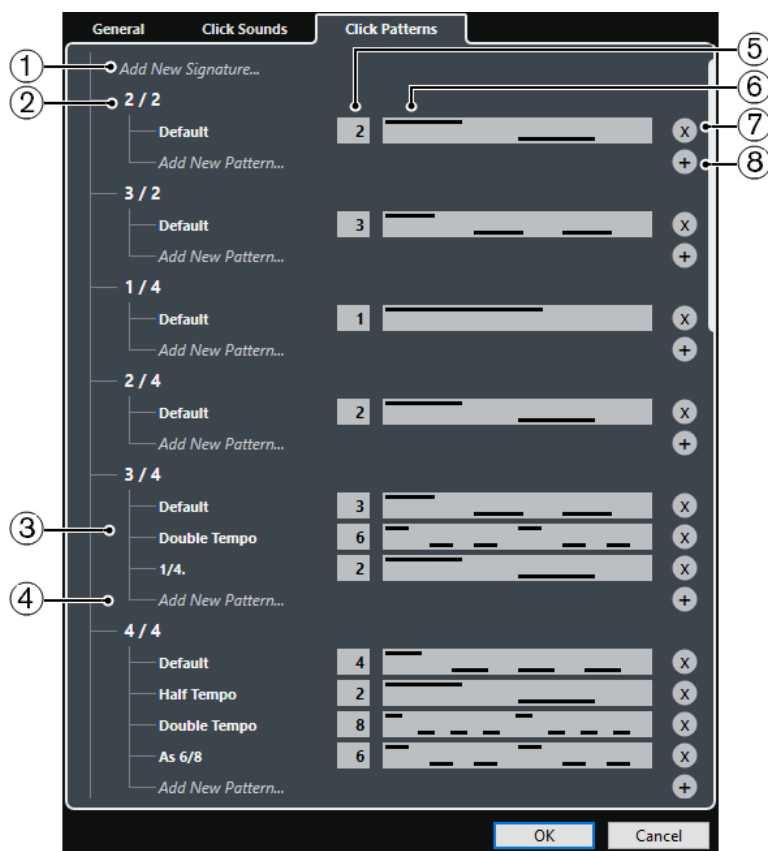 General Click Sounds Click Patterns
① Add New Signature... ⑤
② 2 / 2 ⑥
Default 2 X ⑦
Add New Pattern... + ⑧
3 / 2
Default 3 X
Add New Pattern... +
1 / 4
Default 1 X
Add New Pattern... +
2 / 4
Default 2 X
Add New Pattern... +
3 / 4
Default 3 X
③ Double Tempo 6 X
1/4. 2 X
④ Add New Pattern... +
4 / 4
Default 4 X
Half Tempo 2 X
Double Tempo 8 X
As 6/8 6 X
Add New Pattern... +
OK Cancel